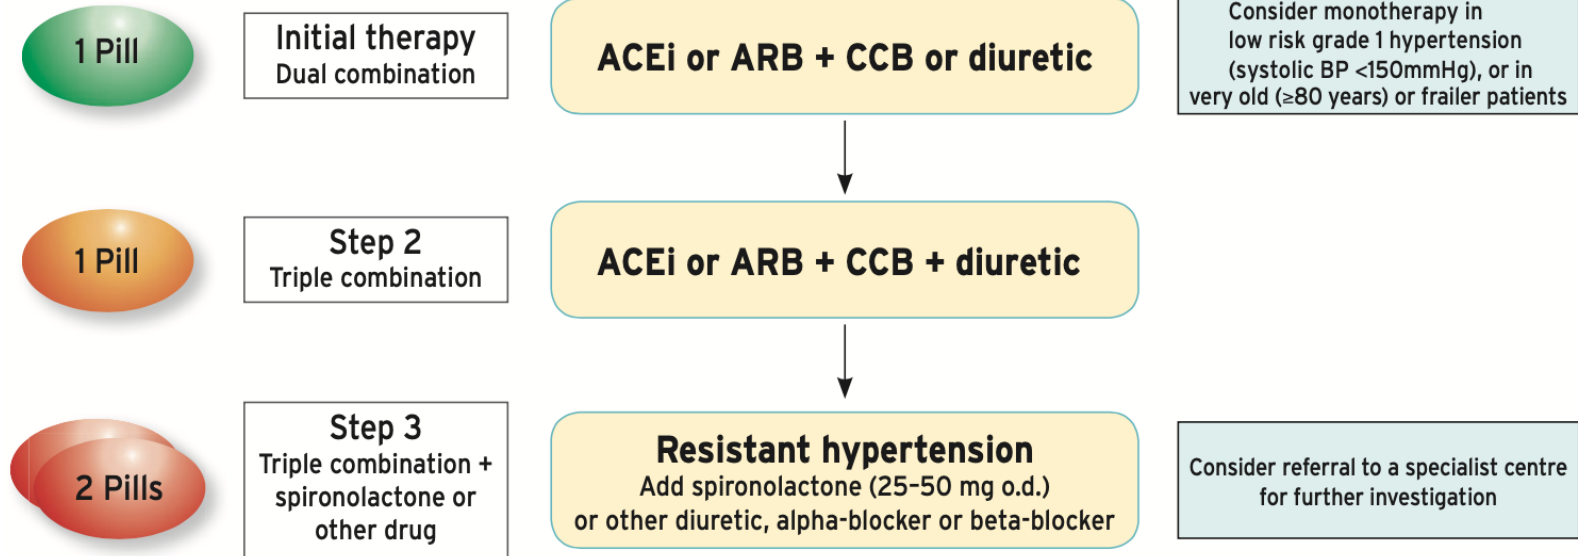 1 Pill
Initial therapy
Dual combination
ACEi or ARB + CCB or diuretic
Consider monotherapy in
low risk grade 1 hypertension
(systolic BP <150mmHg), or in
very old (≥80 years) or frailer patients
1 Pill
Step 2
Triple combination
ACEi or ARB + CCB + diuretic
2 Pills
Step 3
Triple combination +
spironolactone or
other drug
Resistant hypertension
Add spironolactone (25–50 mg o.d.)
or other diuretic, alpha-blocker or beta-blocker
Consider referral to a specialist centre
for further investigation